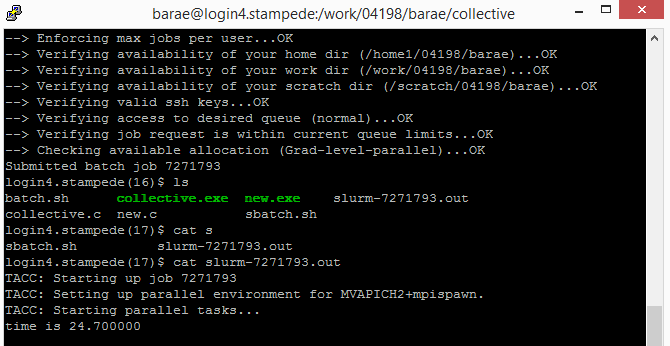 barae@login4.stampede:/work/04198/barae/collective
--> Enforcing max jobs per user...OK
--> Verifying availability of your home dir (/home1/04198/barae)...OK
--> Verifying availability of your work dir (/work/04198/barae)...OK
--> Verifying availability of your scratch dir (/scratch/04198/barae)...OK
--> Verifying valid ssh keys...OK
--> Verifying access to desired queue (normal)...OK
--> Verifying job request is within current queue limits...OK
--> Checking available allocation (Grad-level-parallel)...OK
Submitted batch job 7271793
login4.stampede(16)$ ls
batch.sh      collective.exe  new.exe    slurm-7271793.out
collective.c  new.c           sbatch.sh
login4.stampede(17)$ cat s
sbatch.sh          slurm-7271793.out
login4.stampede(17)$ cat slurm-7271793.out
TACC: Starting up job 7271793
TACC: Setting up parallel environment for MVAPICH2+mpispawn.
TACC: Starting parallel tasks...
time is 24.700000